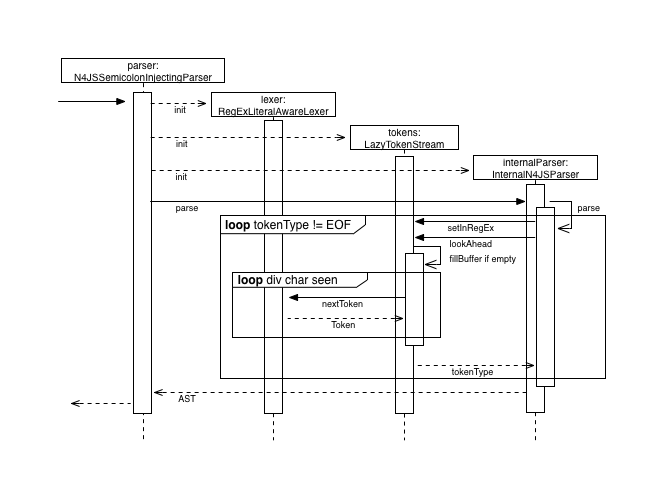 parser:
N4JSSemicolonInjectingParser
init
lexer:
RegExLiteralAwareLexer
init
tokens:
LazyTokenStream
init
internalParser:
InternalN4JSParser
parse
parse
loop tokenType != EOF
setInRegEx
lookAhead
fillBuffer if empty
loop div char seen
nextToken
Token
tokenType
AST